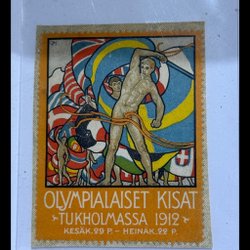 OLYMPIALAISET KISAT
TUKHOLMASSA 1912
KESÄK. 29 P. - HEINÄK. 22 P.